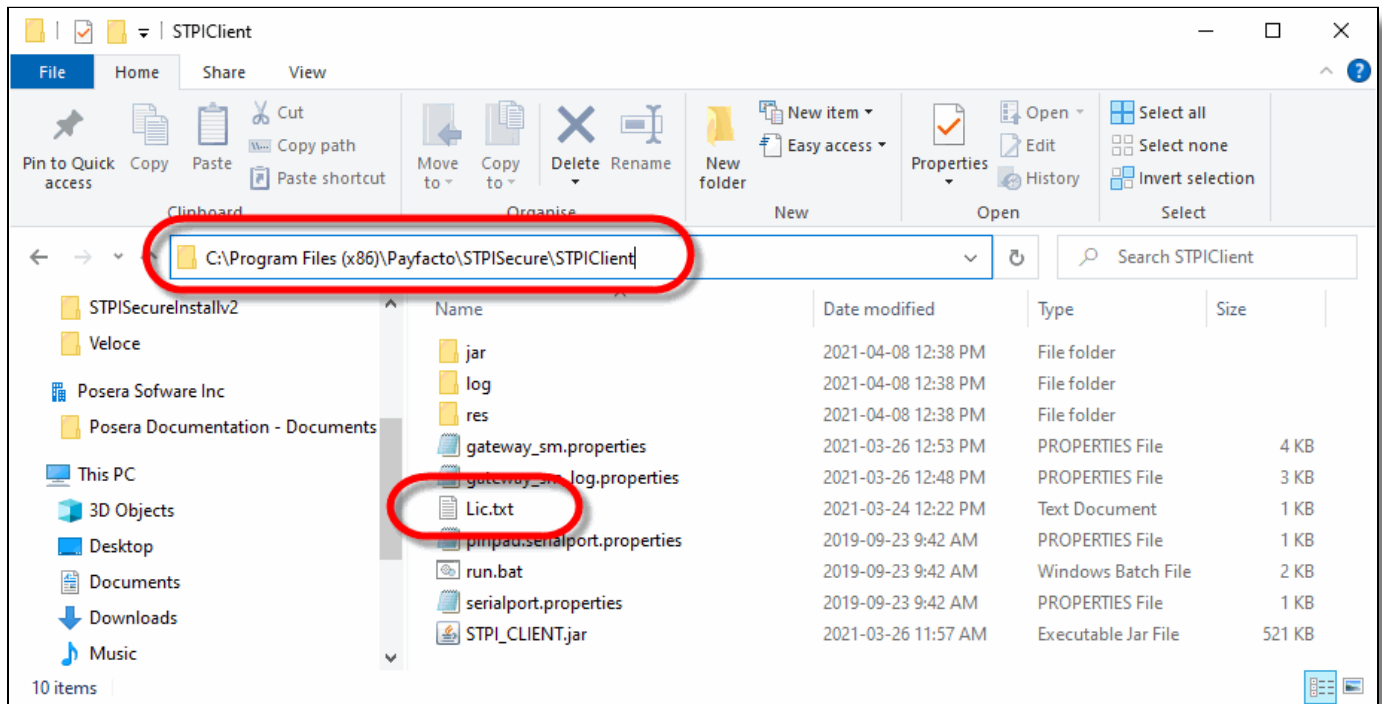 STPIClient
File Home Share View
Pin to Quick access
Copy
Paste
Cut
Copy path
Paste shortcut
Clipboard
Move to
Copy to
Delete
Rename
Organise
New folder
New item
Easy access
New
Properties
Open
Edit
History
Open
Select all
Select none
Invert selection
Select
C:\Program Files (x86)\Payfacto\STPISecure\STPIClient
Search STPIClient
STPISecureInstallv2
Veloce
Posera Sofware Inc
Posera Documentation - Documents
This PC
3D Objects
Desktop
Documents
Downloads
Music
Name Date modified Type Size
jar 2021-04-08 12:38 PM File folder
log 2021-04-08 12:38 PM File folder
res 2021-04-08 12:38 PM File folder
gateway_sm.properties 2021-03-26 12:53 PM PROPERTIES File 4 KB
gateway_sm_log.properties 2021-03-26 12:48 PM PROPERTIES File 3 KB
Lic.txt 2021-03-24 12:22 PM Text Document 1 KB
pinpad.serialport.properties 2019-09-23 9:42 AM PROPERTIES File 1 KB
run.bat 2019-09-23 9:42 AM Windows Batch File 2 KB
serialport.properties 2019-09-23 9:42 AM PROPERTIES File 1 KB
STPI_CLIENT.jar 2021-03-26 11:57 AM Executable Jar File 521 KB
10 items